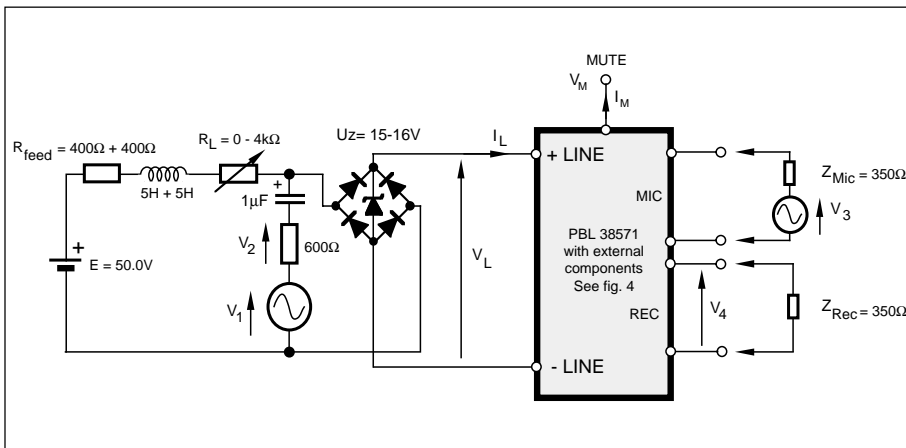 MUTE
V_M
I_M
R_feed = 400Ω + 400Ω
R_L = 0 - 4kΩ
Uz= 15-16V
I_L
+ LINE
5H + 5H
+
1µF
Z_Mic = 350Ω
MIC
V_3
V_2
600Ω
+
E = 50.0V
V_L
PBL 38571
with external
components
See fig. 4
V_1
REC
V_4
Z_Rec = 350Ω
- LINE